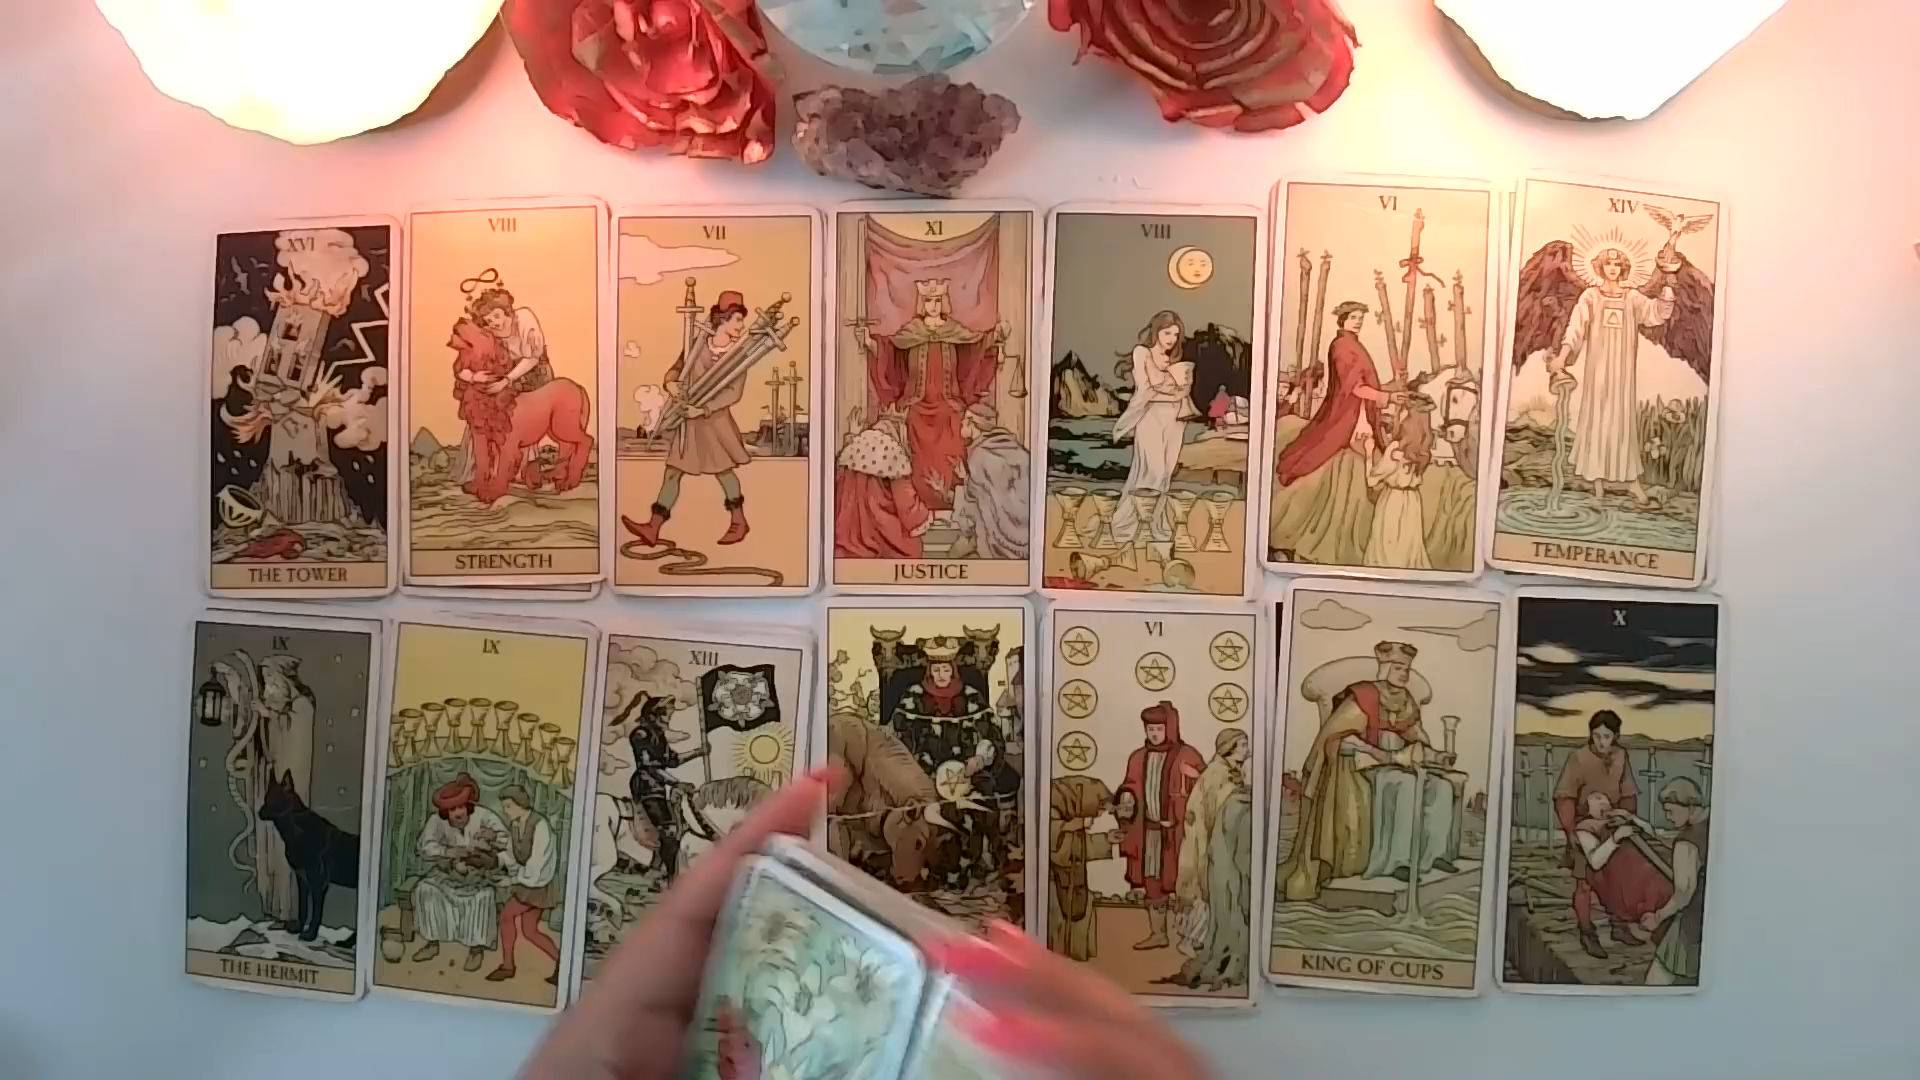 XVI
THE TOWER
VIII
STRENGTH
VII
XI
JUSTICE
VIII
VI
XIV
TEMPERANCE
IX
THE HERMIT
IX
XIII
VI
KING OF CUPS
X